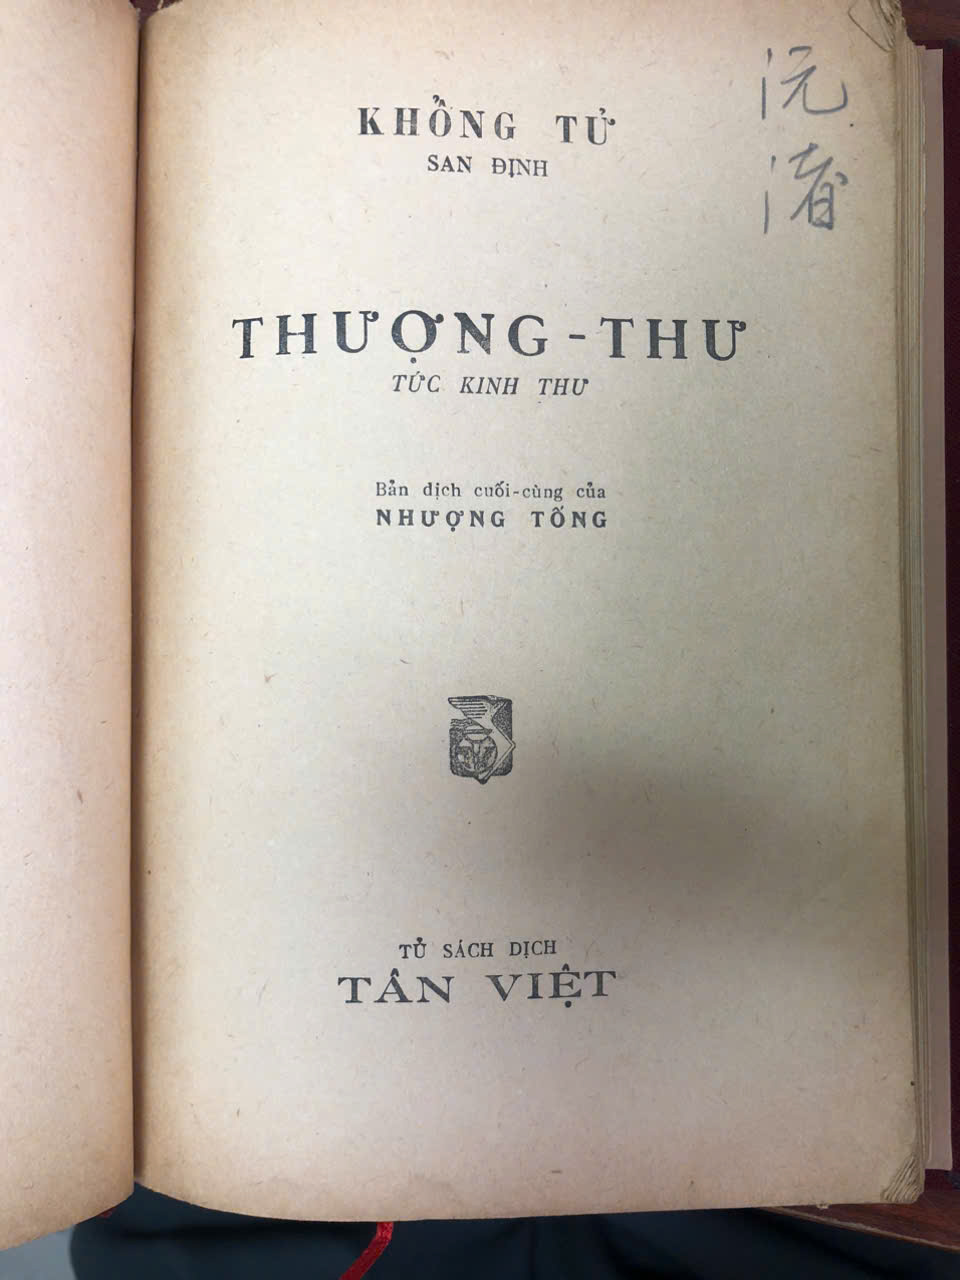 KHỔNG TỬ
SAN ĐỊNH
THƯỢNG-THƯ
TỨC KINH THƯ
Bản dịch cuối-cùng của
NHƯỢNG TỐNG
TỦ SÁCH DỊCH
TÂN VIỆT